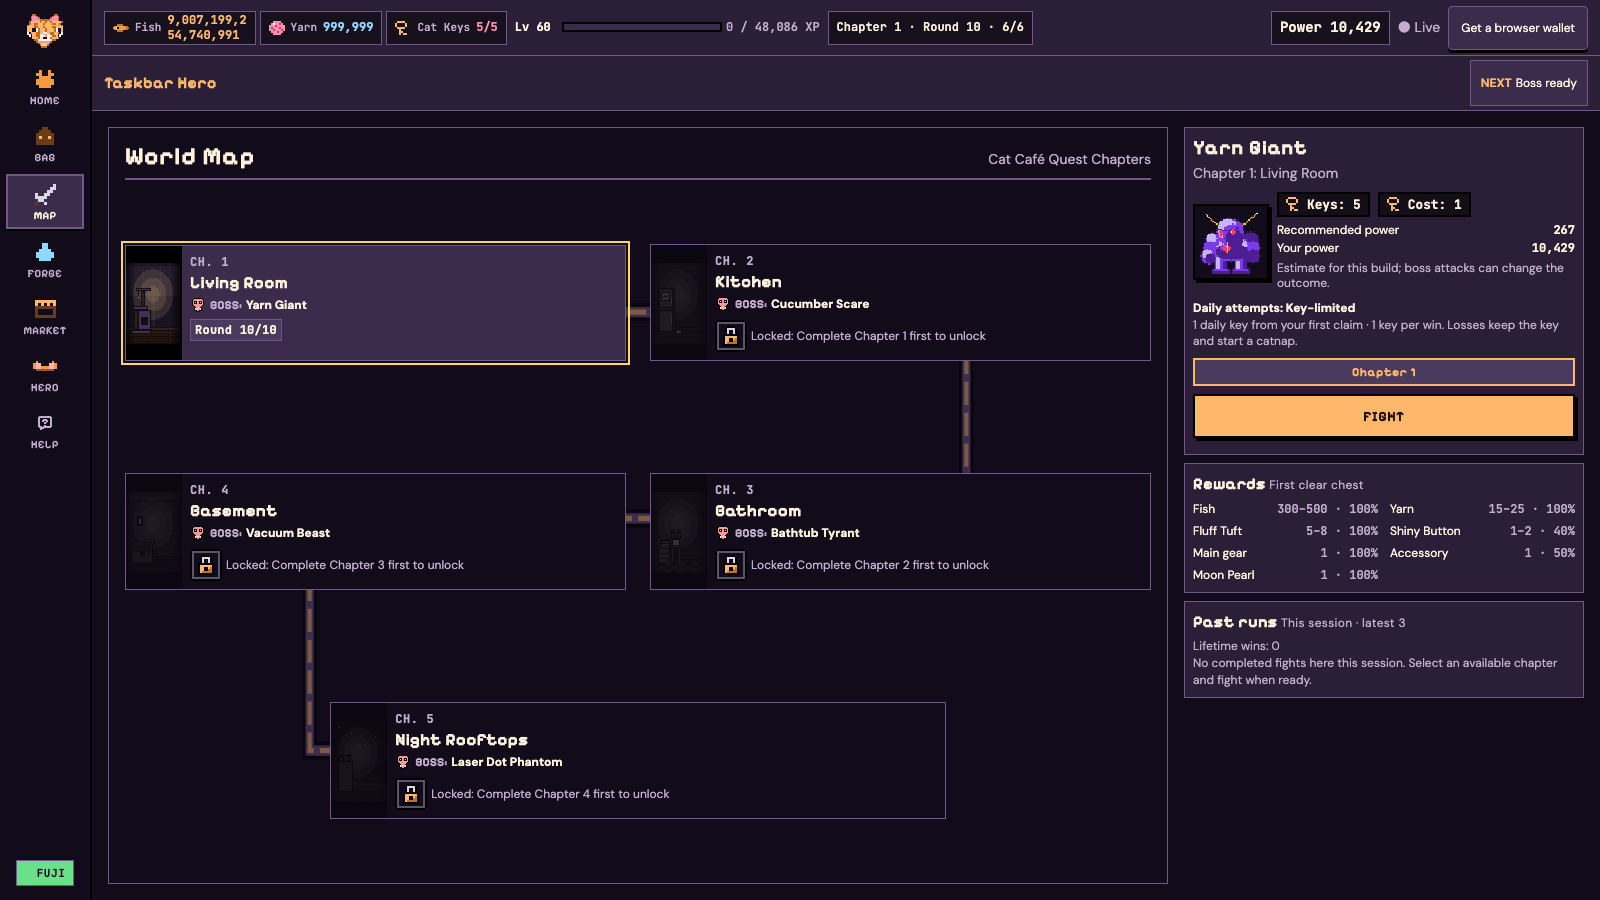 Fish 9,007,199,2
54,740,991
Yarn 999,999
Cat Keys 5/5
Lv 60
0 / 48,086 XP
Chapter 1 · Round 10 · 6/6
Power 10,429
Live
Get a browser wallet
HOME
BAG
MAP
FORGE
MARKET
HERO
HELP
FUJI
Taskbar Hero
NEXT Boss ready
World Map
Cat Café Quest Chapters
CH. 1
Living Room
BOSS: Yarn Giant
Round 10/10
CH. 2
Kitchen
BOSS: Cucumber Scare
Locked: Complete Chapter 1 first to unlock
CH. 4
Basement
BOSS: Vacuum Beast
Locked: Complete Chapter 3 first to unlock
CH. 3
Bathroom
BOSS: Bathtub Tyrant
Locked: Complete Chapter 2 first to unlock
CH. 5
Night Rooftops
BOSS: Laser Dot Phantom
Locked: Complete Chapter 4 first to unlock
Yarn Giant
Chapter 1: Living Room
Keys: 5
Cost: 1
Recommended power 267
Your power 10,429
Estimate for this build; boss attacks can change the
outcome.
Daily attempts: Key-limited
1 daily key from your first claim · 1 key per win. Losses keep the key
and start a catnap.
Chapter 1
FIGHT
Rewards First clear chest
Fish 300–500 · 100% Yarn 15–25 · 100%
Fluff Tuft 5–8 · 100% Shiny Button 1–2 · 40%
Main gear 1 · 100% Accessory 1 · 50%
Moon Pearl 1 · 100%
Past runs This session · latest 3
Lifetime wins: 0
No completed fights here this session. Select an available chapter
and fight when ready.